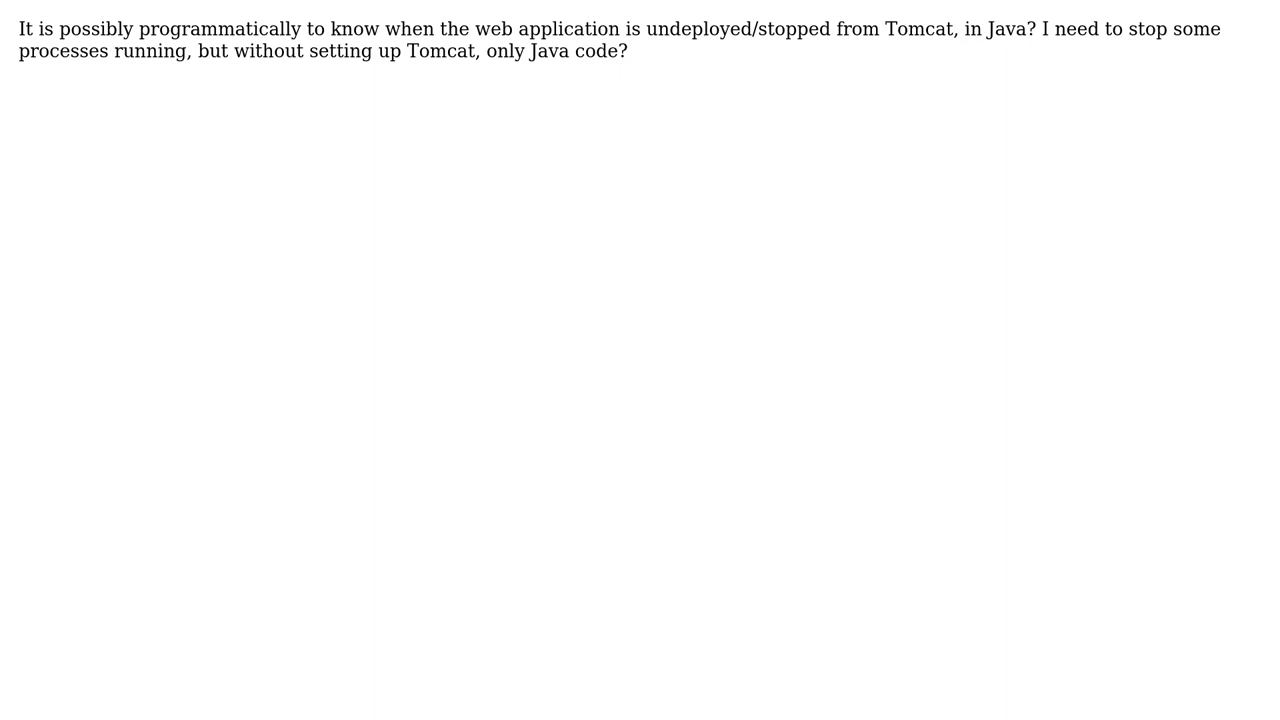 It is possibly programmatically to know when the web application is undeployed/stopped from Tomcat, in Java? I need to stop some
processes running, but without setting up Tomcat, only Java code?